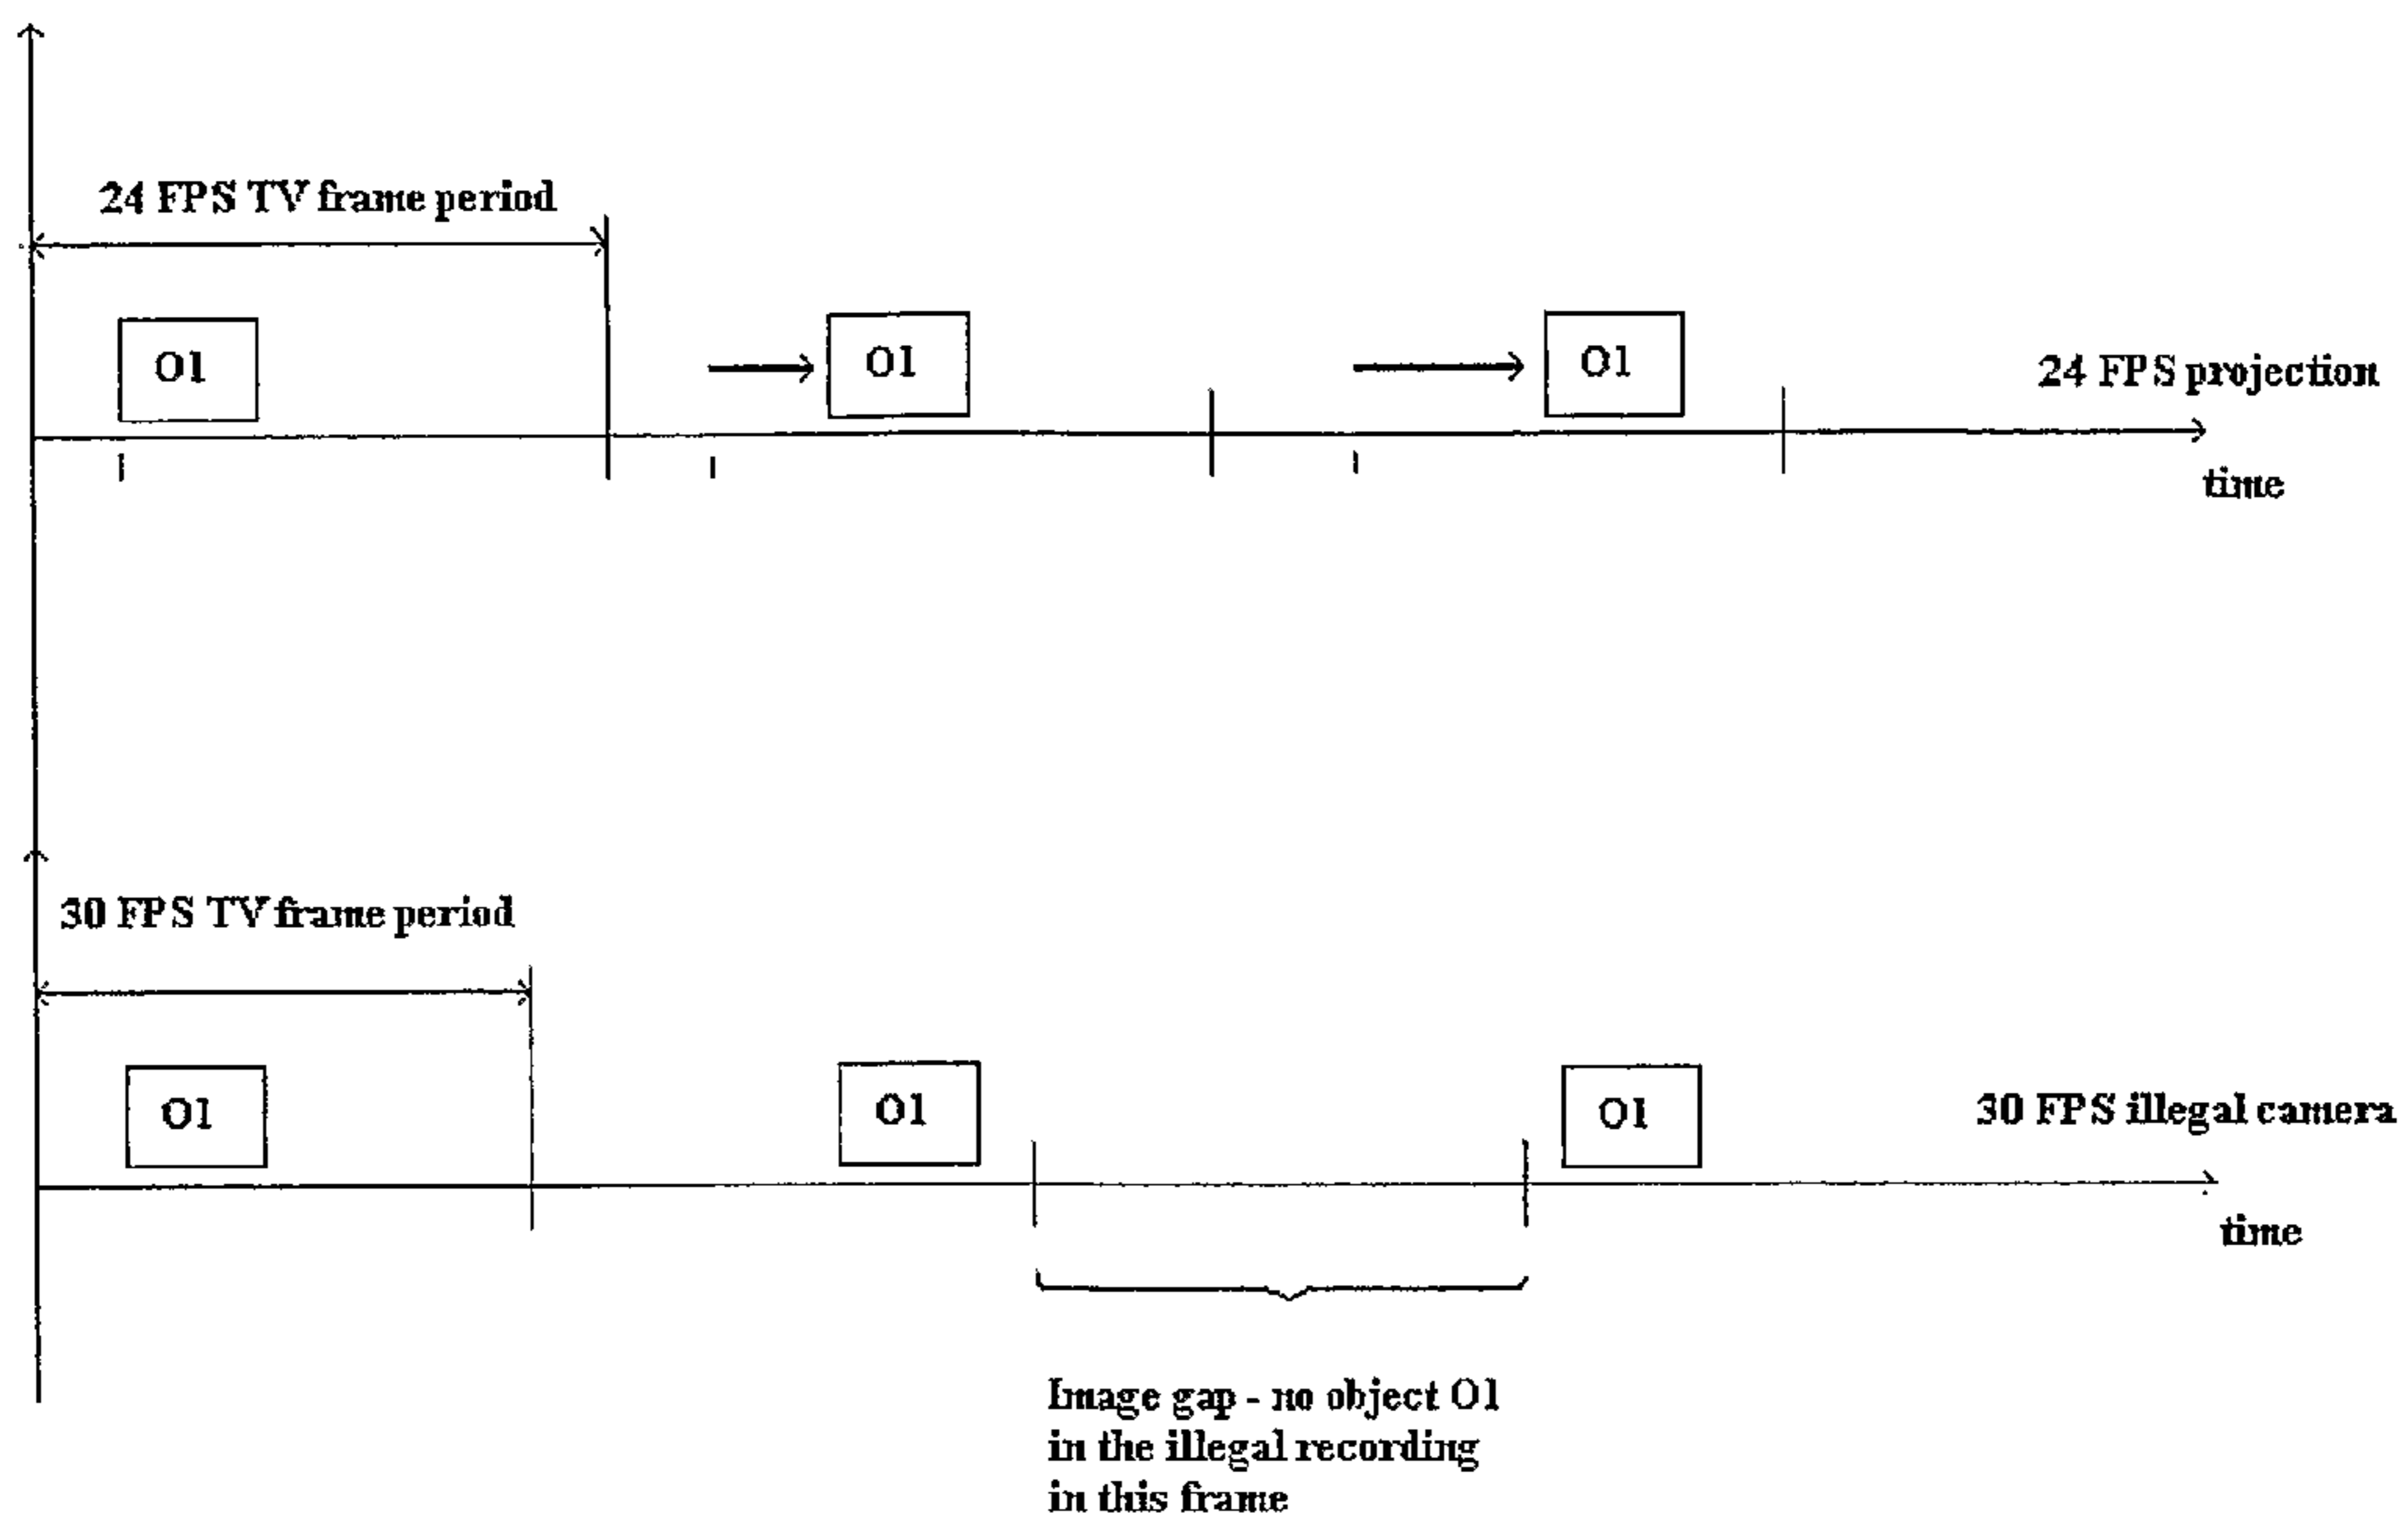 24 FPS TV frame period
O1
O1
O1
24 FPS projection
time
30 FPS TV frame period
O1
O1
O1
30 FPS illegal camera
time
Image gap - no object O1
in the illegal recording
in this frame